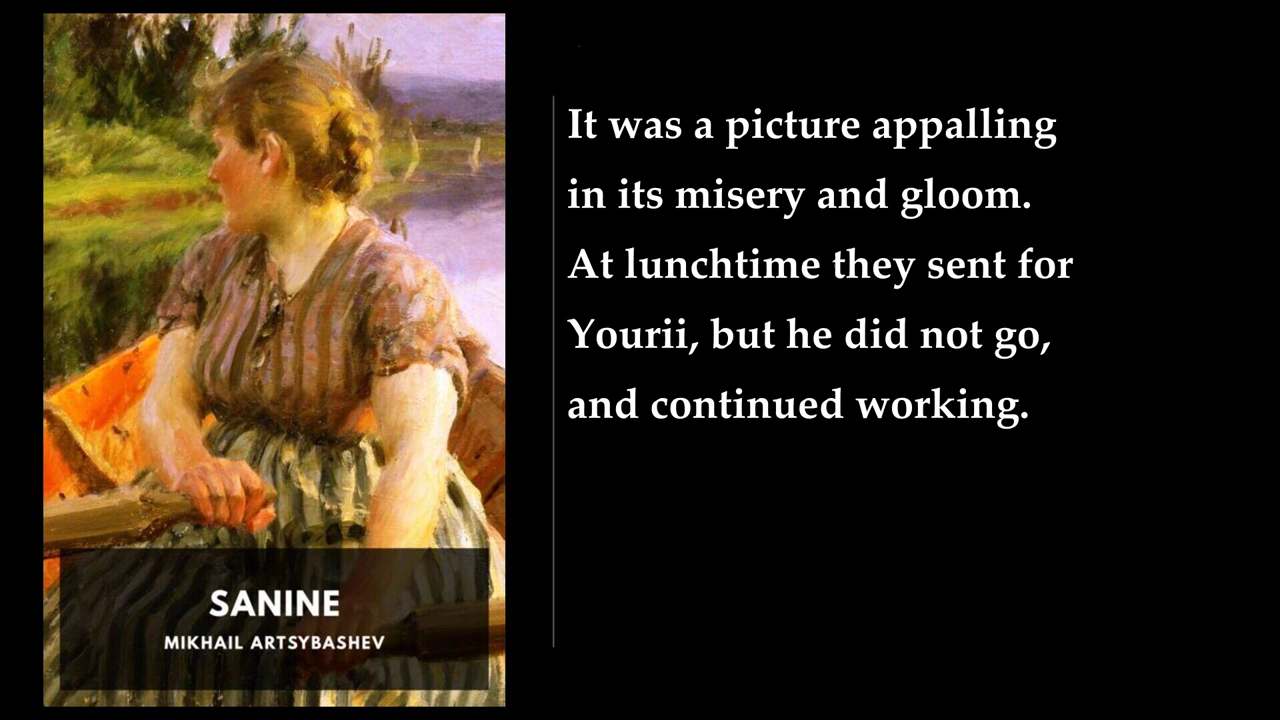 SANINE
MIKHAIL ARTSYBASHEV
It was a picture appalling
in its misery and gloom.
At lunchtime they sent for
Yourii, but he did not go,
and continued working.